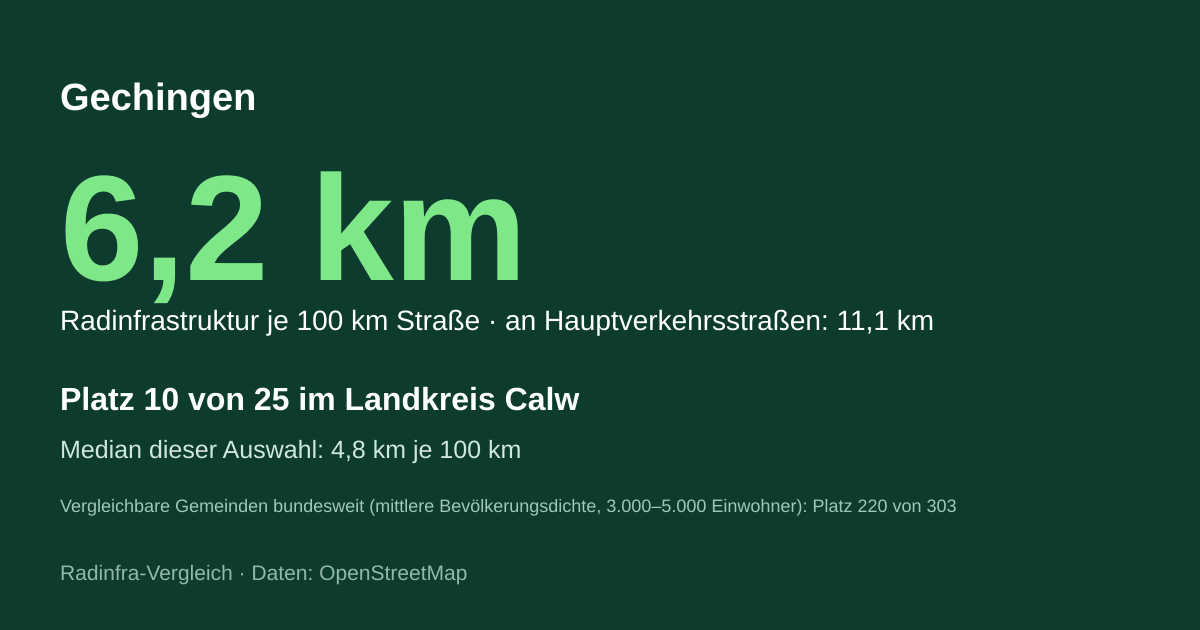 Gechingen
6,2 km
Radinfrastruktur je 100 km Straße · an Hauptverkehrsstraßen: 11,1 km
Platz 10 von 25 im Landkreis Calw
Median dieser Auswahl: 4,8 km je 100 km
Vergleichbare Gemeinden bundesweit (mittlere Bevölkerungsdichte, 3.000–5.000 Einwohner): Platz 220 von 303
Radinfra-Vergleich · Daten: OpenStreetMap